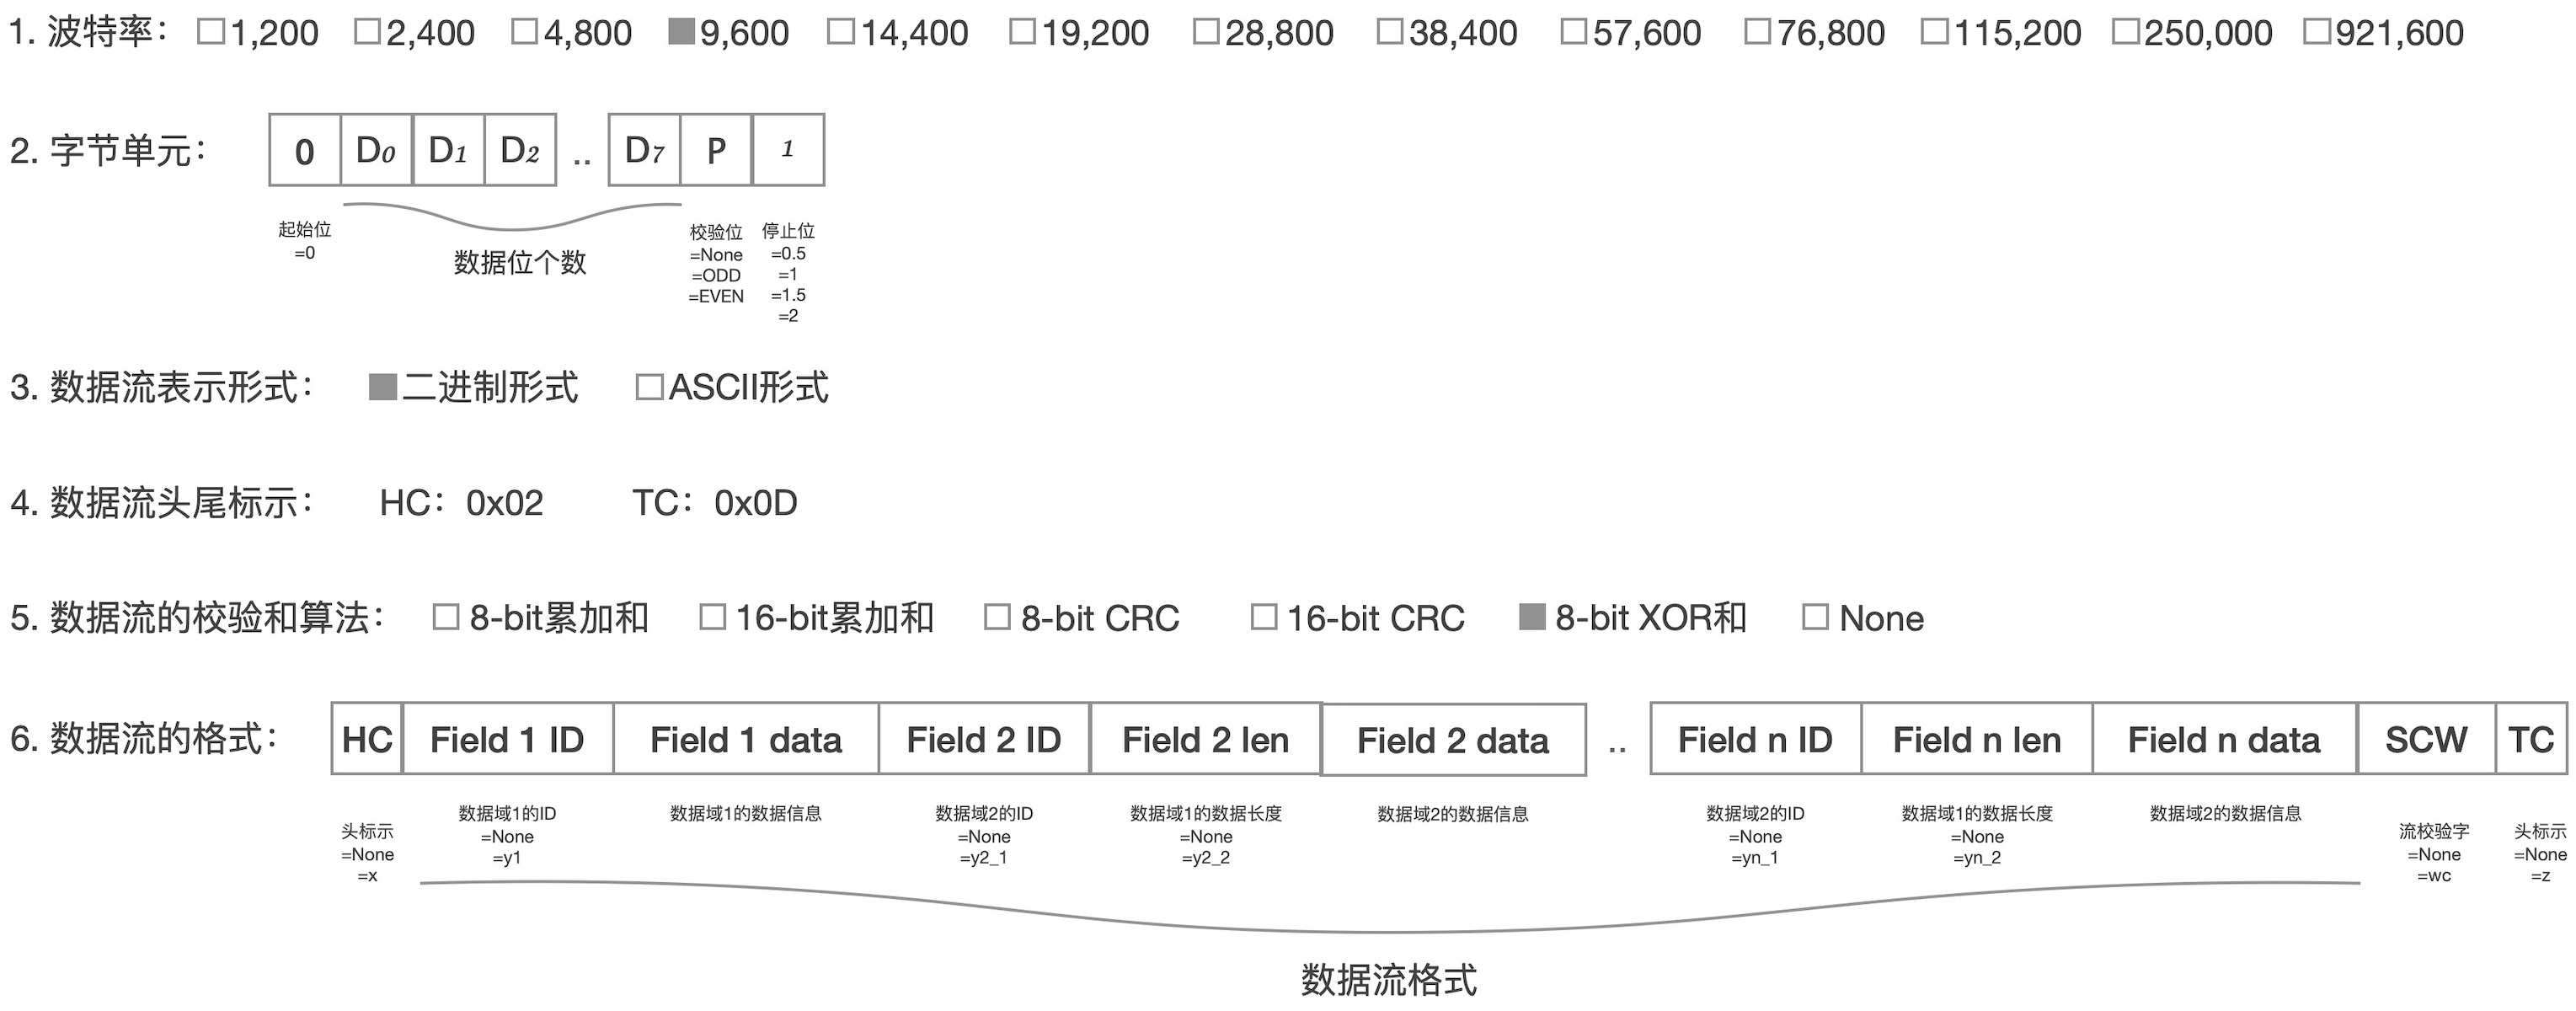 1. 波特率： □1,200 □2,400 □4,800 ■9,600 □14,400 □19,200 □28,800 □38,400 □57,600 □76,800 □115,200 □250,000 □921,600
2. 字节单元： 0 D0 D1 D2 .. D7 P 1
起始位
=0
数据位个数
校验位
=None
=ODD
=EVEN
停止位
=0.5
=1
=1.5
=2
3. 数据流表示形式： ■二进制形式 □ASCII形式
4. 数据流头尾标示： HC：0x02 TC：0x0D
5. 数据流的校验和算法： □ 8-bit累加和 □ 16-bit累加和 □ 8-bit CRC □ 16-bit CRC ■ 8-bit XOR和 □ None
6. 数据流的格式： HC Field 1 ID Field 1 data Field 2 ID Field 2 len Field 2 data .. Field n ID Field n len Field n data SCW TC
头标示
=None
=x
数据域1的ID
=None
=y1
数据域1的数据信息
数据域2的ID
=None
=y2_1
数据域1的数据长度
=None
=y2_2
数据域2的数据信息
数据域2的ID
=None
=yn_1
数据域1的数据长度
=None
=yn_2
数据域2的数据信息
流校验字
=None
=wc
头标示
=None
=z
数据流格式